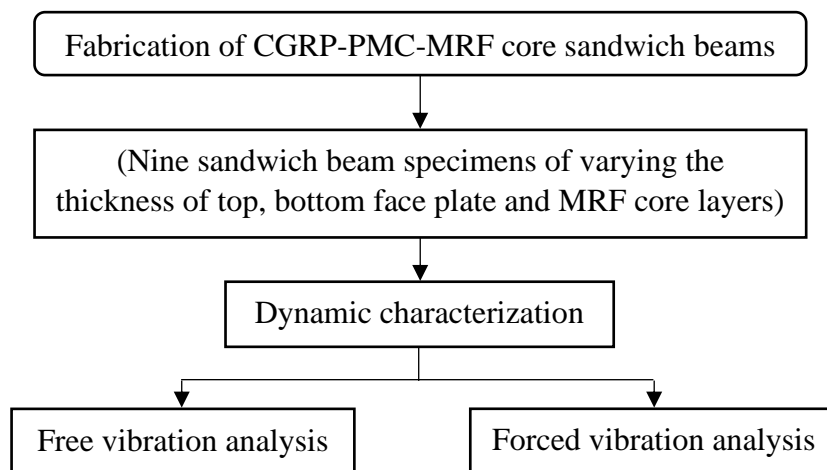 Fabrication of CGRP-PMC-MRF core sandwich beams
(Nine sandwich beam specimens of varying the
thickness of top, bottom face plate and MRF core layers)
Dynamic characterization
Free vibration analysis
Forced vibration analysis